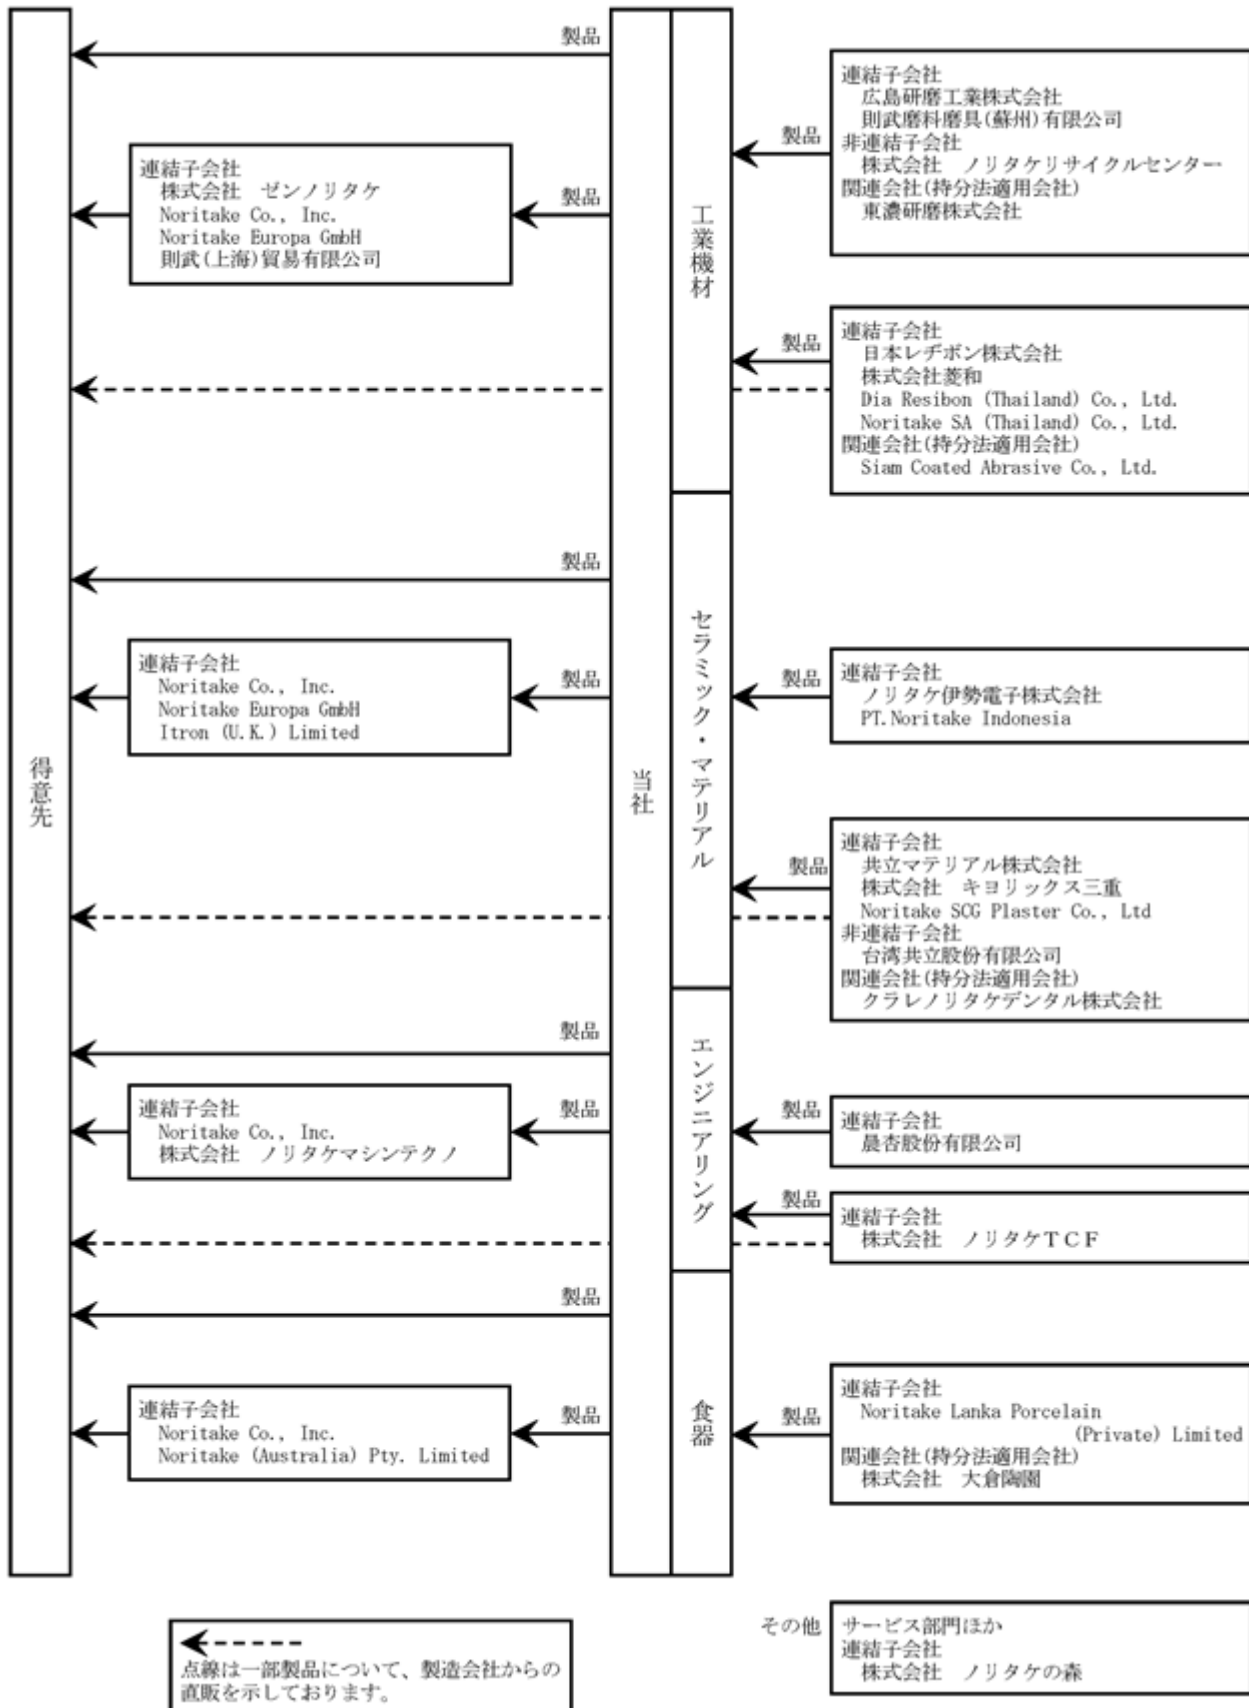 製品
連結子会社
広島研磨工業株式会社
則武磨料磨具(蘇州)有限公司
製品
非連結子会社
株式会社　ノリタケリサイクルセンター
関連会社(持分法適用会社)
東濃研磨株式会社
連結子会社
株式会社　ゼンノリタケ
Noritake Co., Inc.
Noritake Europa GmbH
則武(上海)貿易有限公司
製品
工業機材
製品
連結子会社
日本レヂボン株式会社
株式会社菱和
Dia Resibon (Thailand) Co., Ltd.
Noritake SA (Thailand) Co., Ltd.
関連会社(持分法適用会社)
Siam Coated Abrasive Co., Ltd.
製品
連結子会社
Noritake Co., Inc.
Noritake Europa GmbH
Itron (U.K.) Limited
製品
セラミック・マテリアル
製品
連結子会社
ノリタケ伊勢電子株式会社
PT.Noritake Indonesia
得意先
当社
製品
連結子会社
共立マテリアル株式会社
株式会社　キヨリックス三重
Noritake SCG Plaster Co., Ltd
非連結子会社
台湾共立股份有限公司
関連会社(持分法適用会社)
クラレノリタケデンタル株式会社
製品
連結子会社
Noritake Co., Inc.
株式会社　ノリタケマシンテクノ
製品
エンジニアリング
製品
連結子会社
晨杏股份有限公司
製品
連結子会社
株式会社　ノリタケＴＣＦ
製品
連結子会社
Noritake Co., Inc.
Noritake (Australia) Pty. Limited
製品
食器
製品
連結子会社
Noritake Lanka Porcelain
(Private) Limited
関連会社(持分法適用会社)
株式会社　大倉陶園
点線は一部製品について、製造会社からの
直販を示しております。
その他
サービス部門ほか
連結子会社
株式会社　ノリタケの森